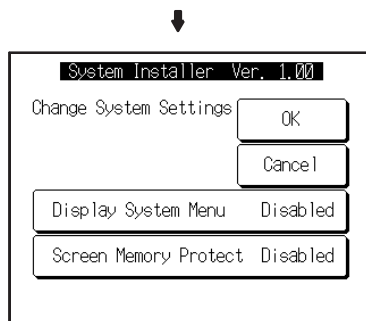 System Installer Ver. 1.00
Change System Settings
OK
Cancel
Display System Menu Disabled
Screen Memory Protect Disabled